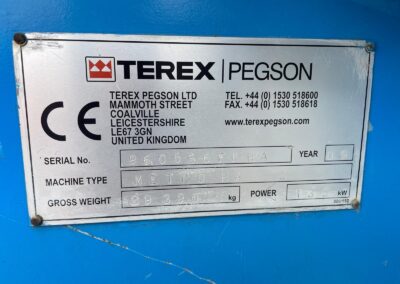 TEREX | PEGSON
TEREX PEGSON LTD
MAMMOTH STREET
COALVILLE
LEICESTERSHIRE
LE67 3GN
UNITED KINGDOM
TEL. +44 (0) 1530 518600
FAX. +44 (0) 1530 518618
www.terexpegson.com
CE
SERIAL No.
YEAR
MACHINE TYPE
GROSS WEIGHT kg
POWER kW